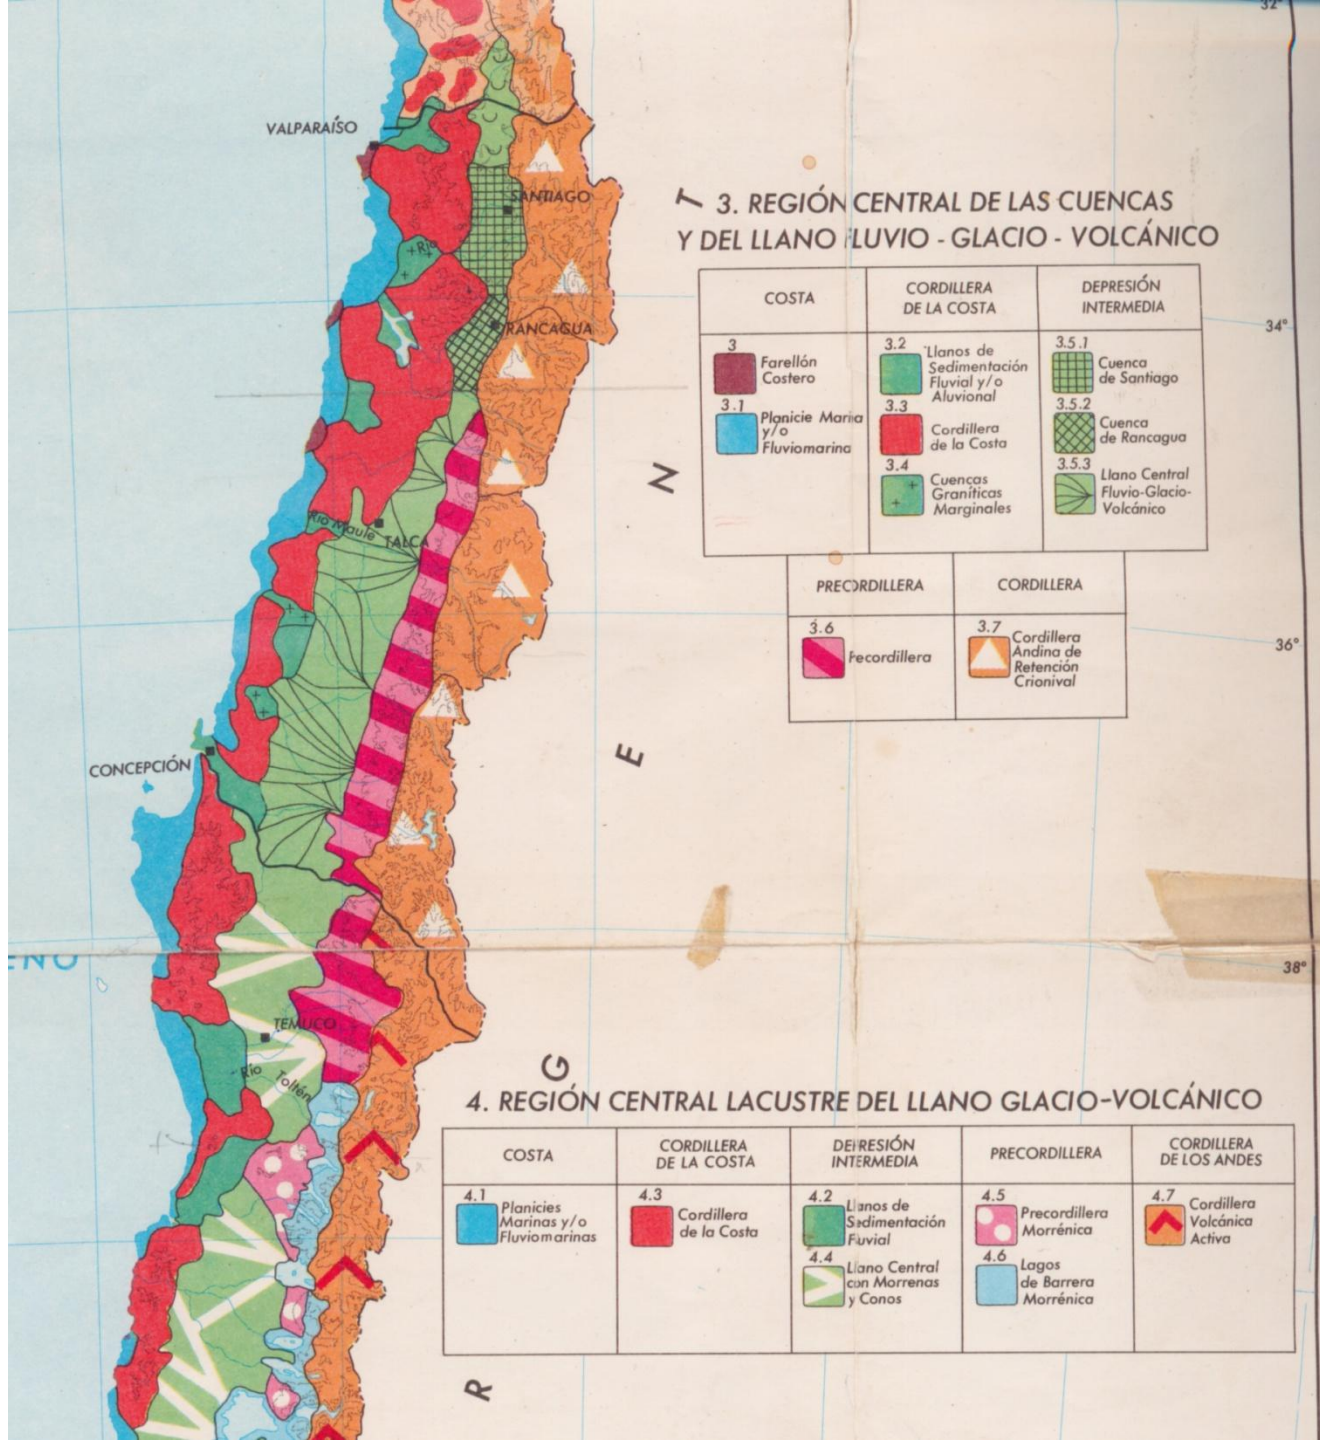 32°
VALPARAÍSO
SANTIAGO
Río
RANCAGUA
34°
T
3. REGIÓN CENTRAL DE LAS CUENCAS
Y DEL LLANO FLUVIO - GLACIO - VOLCÁNICO
COSTA
CORDILLERA
DE LA COSTA
DEPRESIÓN
INTERMEDIA
3
Farellón
Costero
3.1
Planicie Marina
y/o
Fluviomarina
3.2
Llanos de
Sedimentación
Fluvial y/o
Aluvional
3.3
Cordillera
de la Costa
3.4
Cuencas
Graníticas
Marginales
3.5.1
Cuenca
de Santiago
3.5.2
Cuenca
de Rancagua
3.5.3
Llano Central
Fluvio-Glacio-
Volcánico
N
Río Maule
TALCA
PRECORDILLERA
CORDILLERA
3.6
Precordillera
3.7
Cordillera
Andina de
Retención
Crionival
36°
E
CONCEPCIÓN
ENO
38°
TEMUCO
Río Toltén
G
4. REGIÓN CENTRAL LACUSTRE DEL LLANO GLACIO-VOLCÁNICO
COSTA
CORDILLERA
DE LA COSTA
DEPRESIÓN
INTERMEDIA
PRECORDILLERA
CORDILLERA
DE LOS ANDES
4.1
Planicies
Marinas y/o
Fluviomarinas
4.3
Cordillera
de la Costa
4.2
Llanos de
Sedimentación
Fluvial
4.4
Llano Central
con Morrenas
y Conos
4.5
Precordillera
Morrénica
4.6
Lagos
de Barrera
Morrénica
4.7
Cordillera
Volcánica
Activa
R